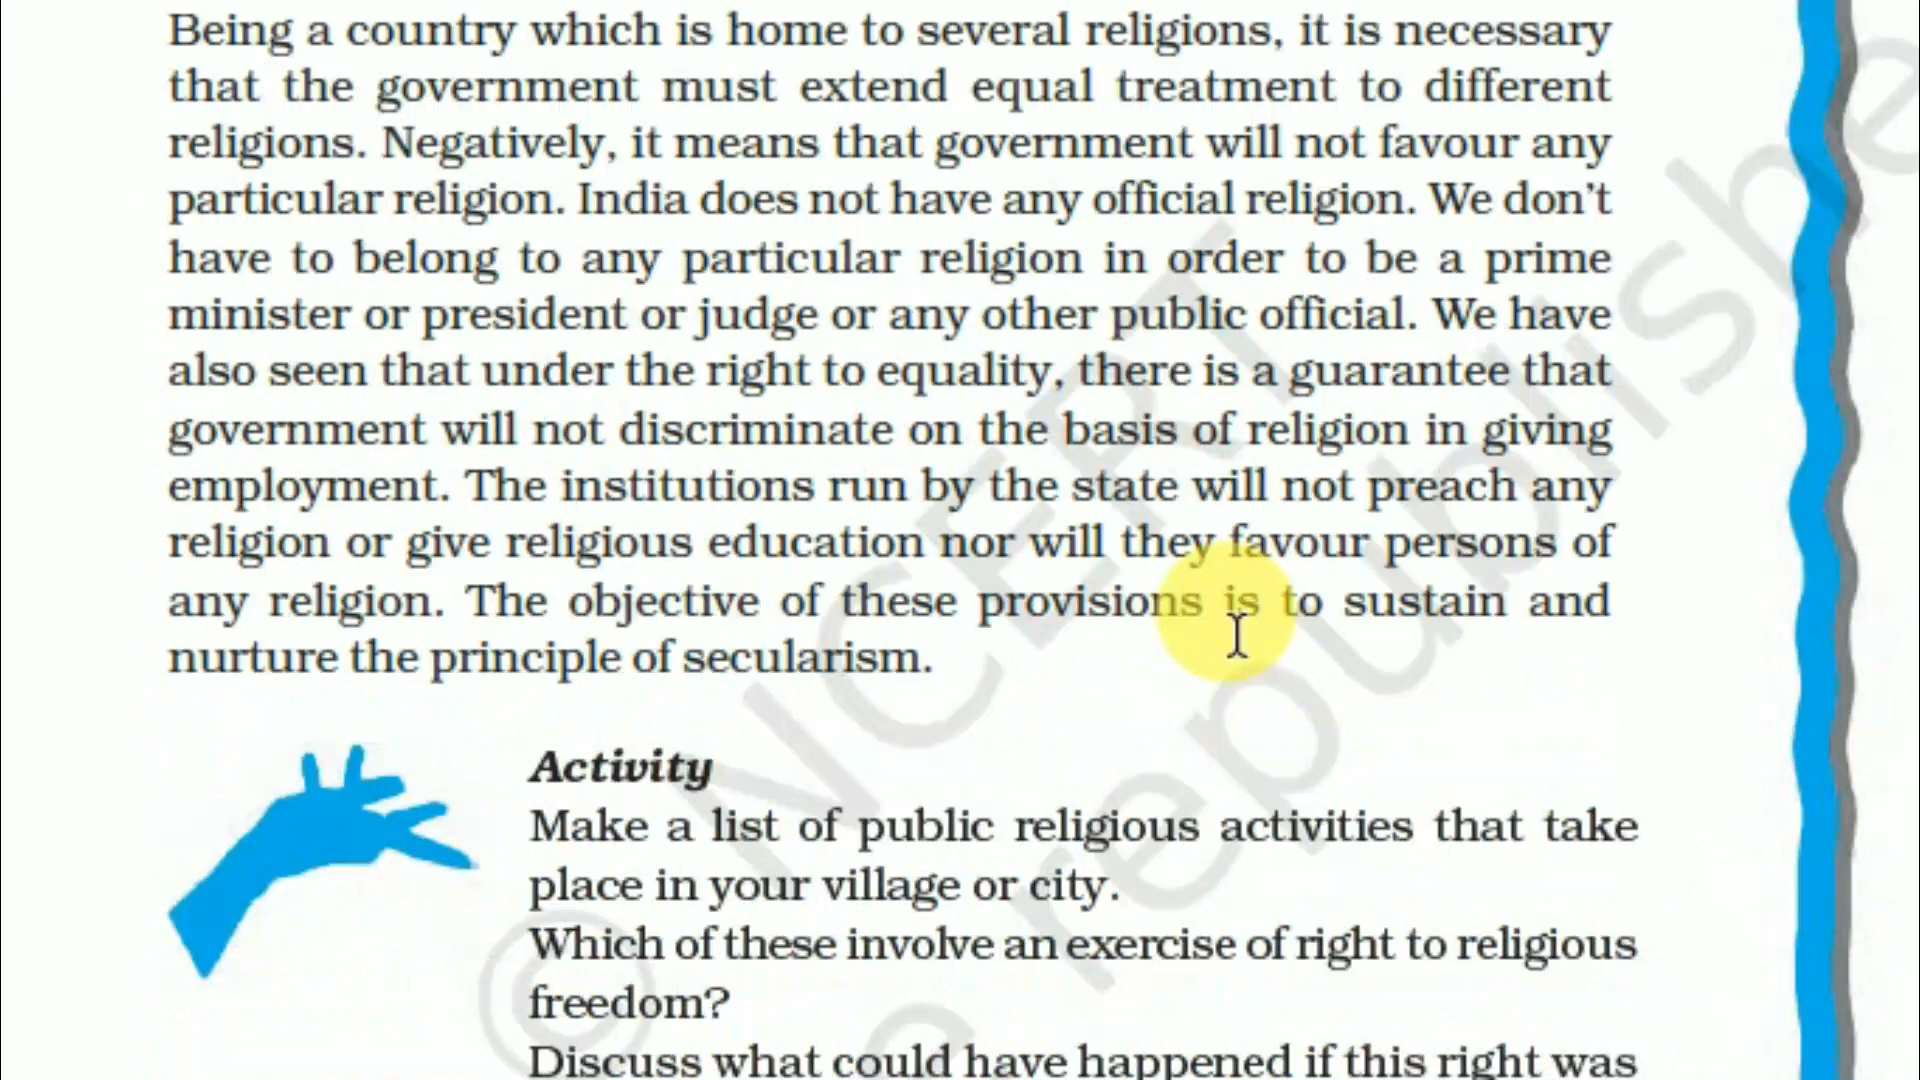 Being a country which is home to several religions, it is necessary
that the government must extend equal treatment to different
religions. Negatively, it means that government will not favour any
particular religion. India does not have any official religion. We don't
have to belong to any particular religion in order to be a prime
minister or president or judge or any other public official. We have
also seen that under the right to equality, there is a guarantee that
government will not discriminate on the basis of religion in giving
employment. The institutions run by the state will not preach any
religion or give religious education nor will they favour persons of
any religion. The objective of these provisions is to sustain and
nurture the principle of secularism.
Activity
Make a list of public religious activities that take
place in your village or city.
Which of these involve an exercise of right to religious
freedom?
Discuss what could have happened if this right was
© NCERT
republishe